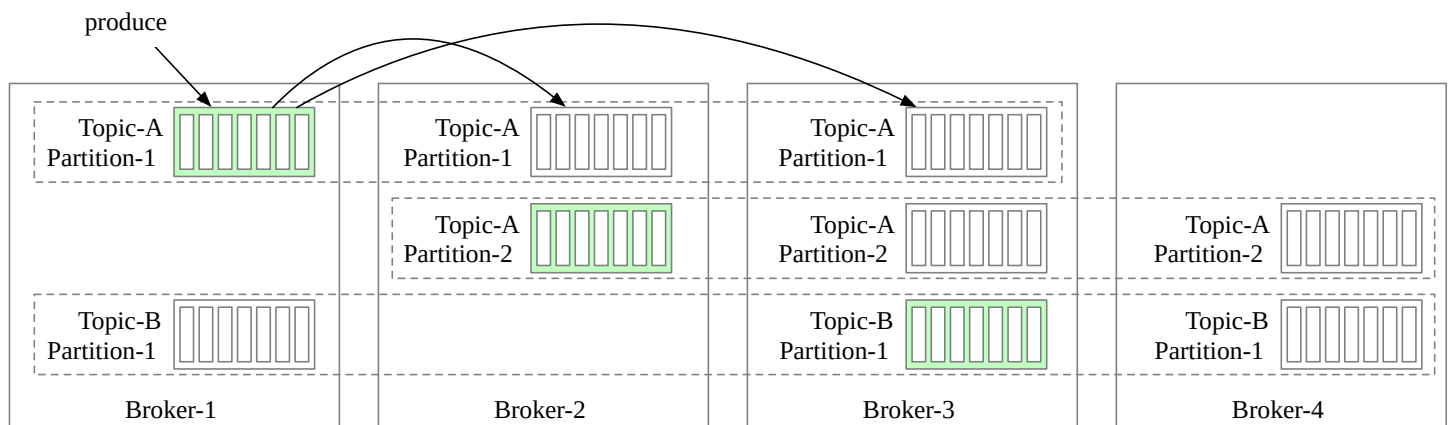 produce
Topic-A
Partition-1
Topic-A
Partition-1
Topic-A
Partition-1
Topic-A
Partition-2
Topic-A
Partition-2
Topic-A
Partition-2
Topic-B
Partition-1
Topic-B
Partition-1
Topic-B
Partition-1
Broker-1
Broker-2
Broker-3
Broker-4